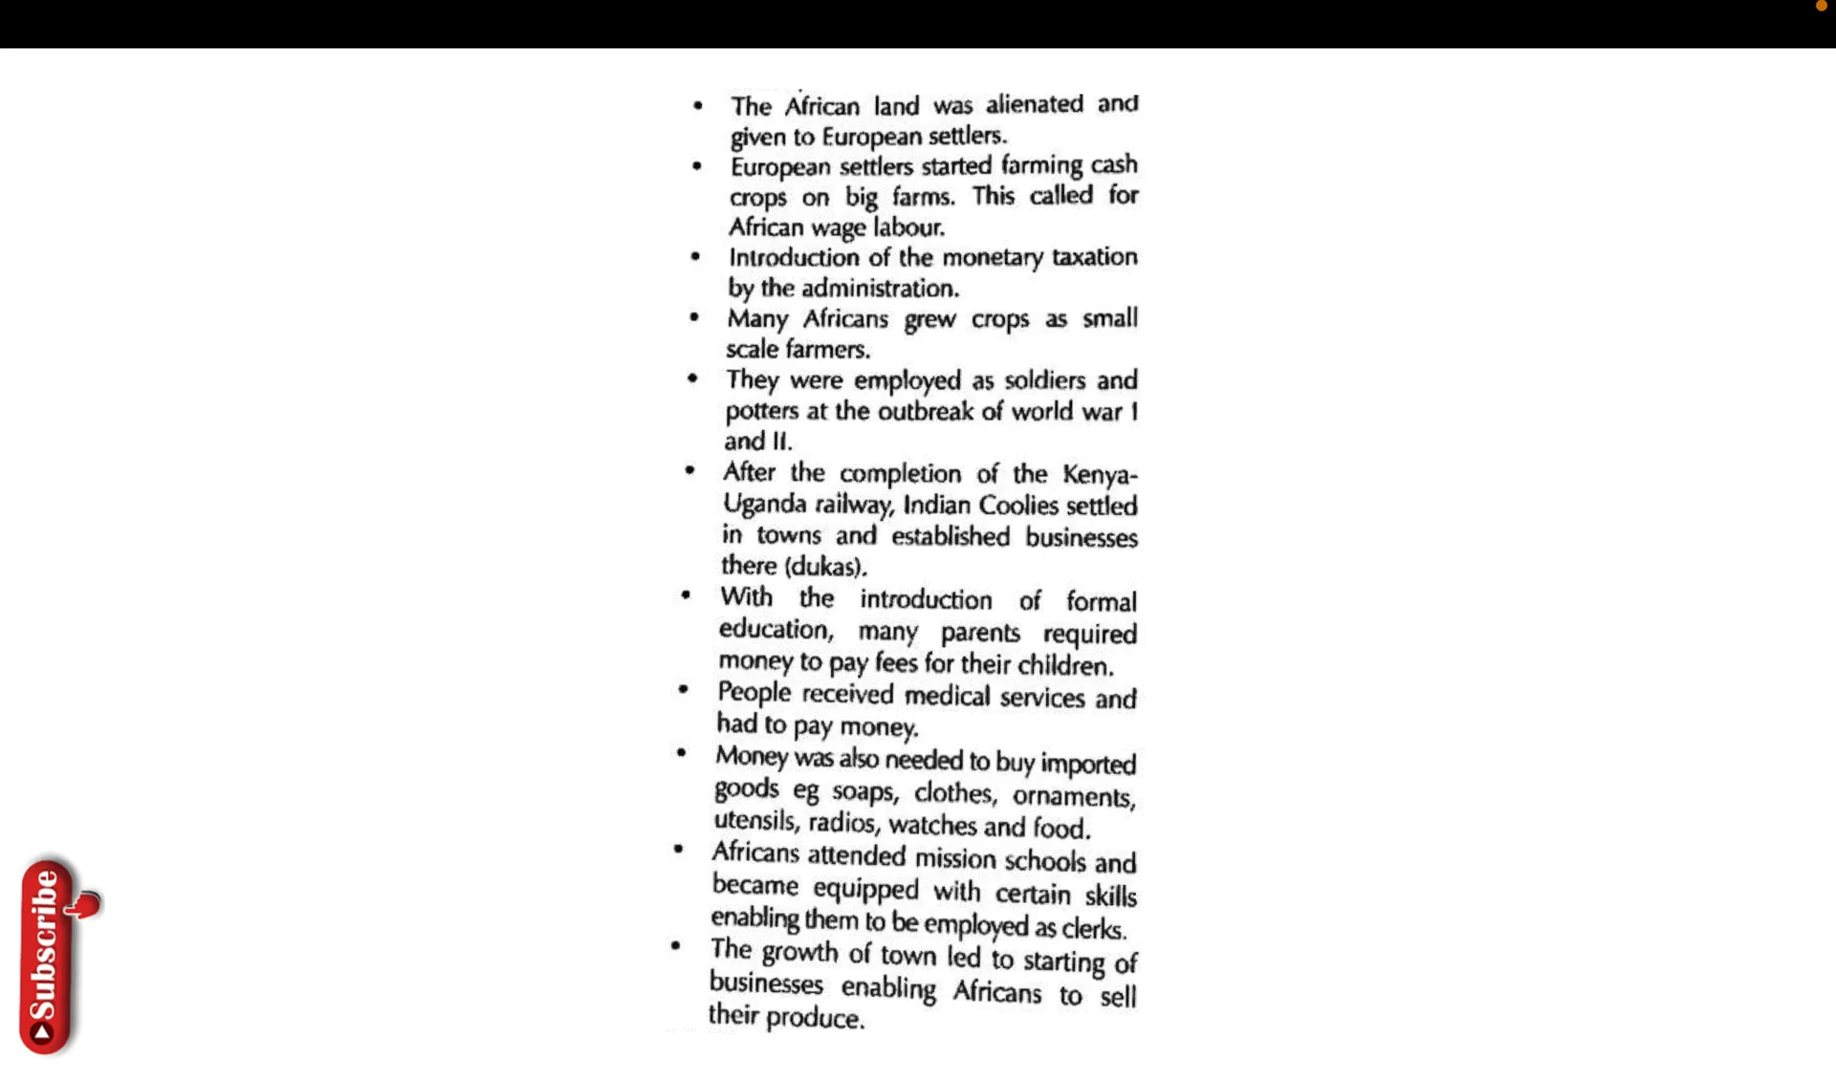 • The African land was alienated and
given to European settlers.
• European settlers started farming cash
crops on big farms. This called for
African wage labour.
• Introduction of the monetary taxation
by the administration.
• Many Africans grew crops as small
scale farmers.
• They were employed as soldiers and
potters at the outbreak of world war I
and II.
• After the completion of the Kenya-
Uganda railway, Indian Coolies settled
in towns and established businesses
there (dukas).
• With the introduction of formal
education, many parents required
money to pay fees for their children.
• People received medical services and
had to pay money.
• Money was also needed to buy imported
goods eg soaps, clothes, ornaments,
utensils, radios, watches and food.
• Africans attended mission schools and
became equipped with certain skills
enabling them to be employed as clerks.
• The growth of town led to starting of
businesses enabling Africans to sell
their produce.
Subscribe